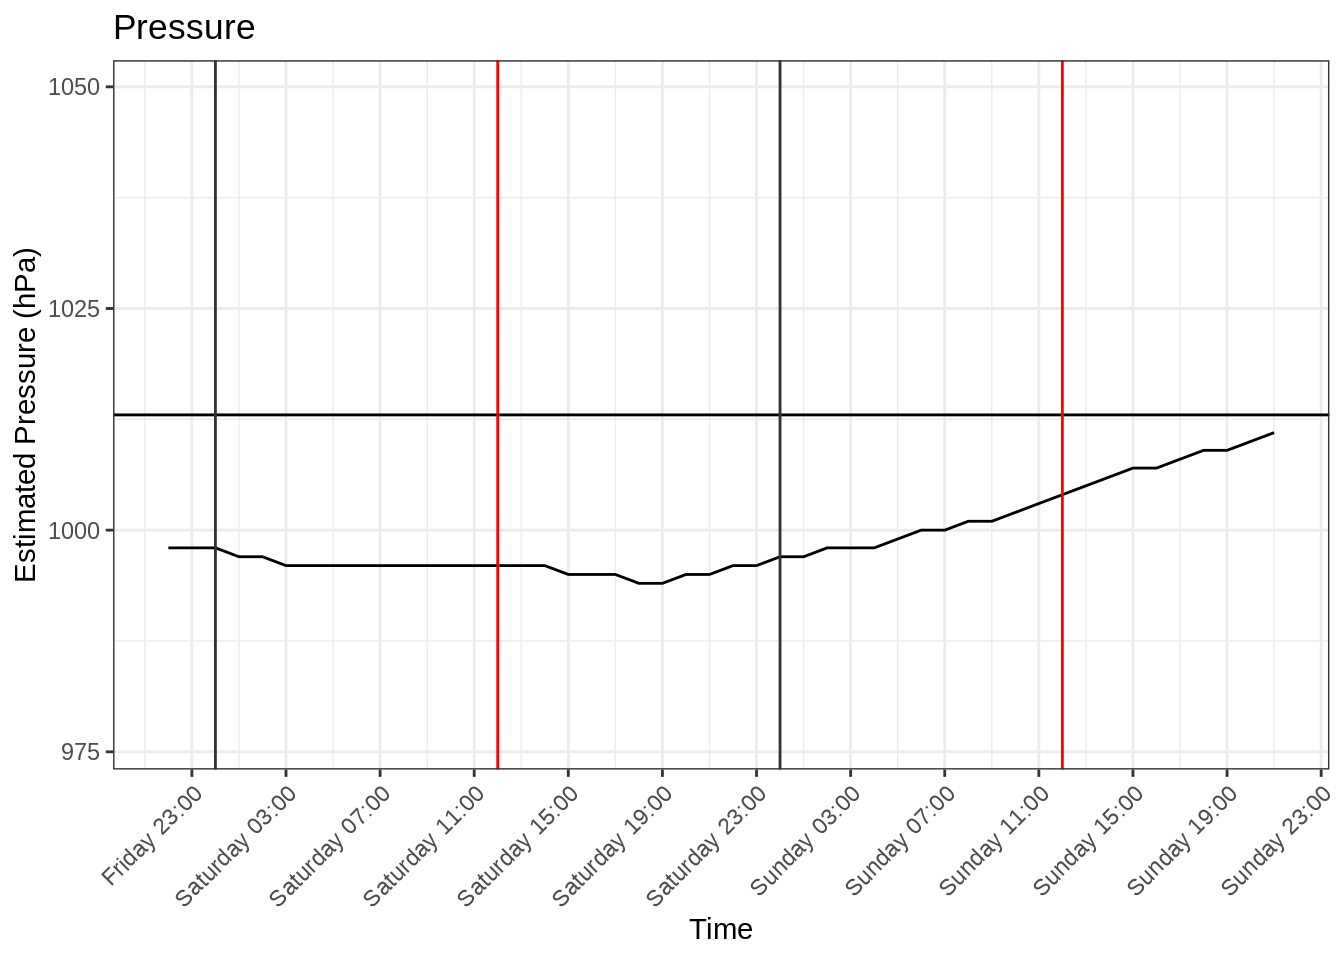 Pressure
Estimated Pressure (hPa)
1050
1025
1000
975
Friday 23:00
Saturday 03:00
Saturday 07:00
Saturday 11:00
Saturday 15:00
Saturday 19:00
Saturday 23:00
Sunday 03:00
Sunday 07:00
Sunday 11:00
Sunday 15:00
Sunday 19:00
Sunday 23:00
Time